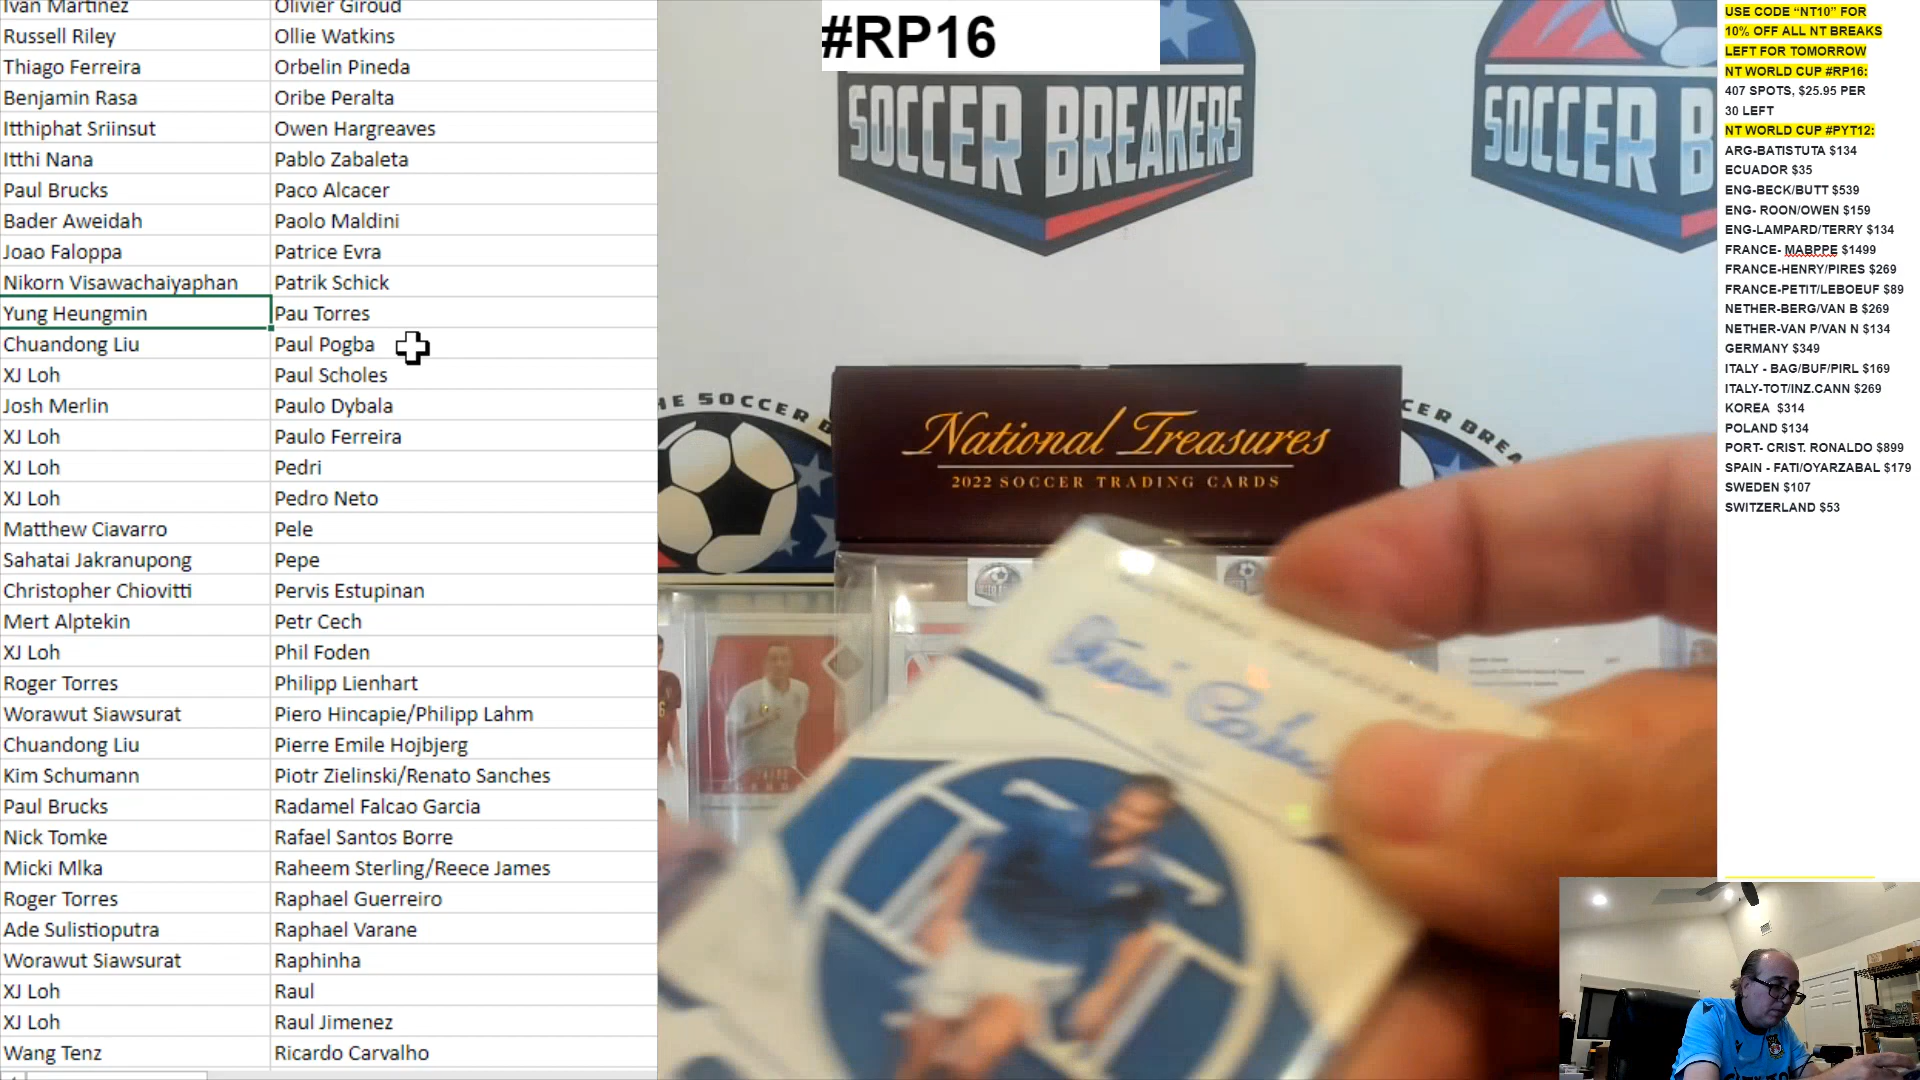 Ivan Martinez Olivier Giroud
Russell Riley Ollie Watkins
Thiago Ferreira Orbelin Pineda
Benjamin Rasa Oribe Peralta
Itthiphat Sriinsut Owen Hargreaves
Itthi Nana Pablo Zabaleta
Paul Brucks Paco Alcacer
Bader Aweidah Paolo Maldini
Joao Faloppa Patrice Evra
Nikorn Visawachaiyaphan Patrik Schick
Yung Heungmin Pau Torres
Chuandong Liu Paul Pogba
XJ Loh Paul Scholes
Josh Merlin Paulo Dybala
XJ Loh Paulo Ferreira
XJ Loh Pedri
XJ Loh Pedro Neto
Matthew Ciavarro Pele
Sahatai Jakranupong Pepe
Christopher Chiovitti Pervis Estupinan
Mert Alptekin Petr Cech
XJ Loh Phil Foden
Roger Torres Philipp Lienhart
Worawut Siawsurat Piero Hincapie/Philipp Lahm
Chuandong Liu Pierre Emile Hojbjerg
Kim Schumann Piotr Zielinski/Renato Sanches
Paul Brucks Radamel Falcao Garcia
Nick Tomke Rafael Santos Borre
Micki Mlka Raheem Sterling/Reece James
Roger Torres Raphael Guerreiro
Ade Sulistioputra Raphael Varane
Worawut Siawsurat Raphinha
XJ Loh Raul
XJ Loh Raul Jimenez
Wang Tenz Ricardo Carvalho
#RP16
SOCCER BREAKERS
SOCCER B
National Treasures
2022 SOCCER TRADING CARDS
USE CODE “NT10” FOR
10% OFF ALL NT BREAKS
LEFT FOR TOMORROW
NT WORLD CUP #RP16:
407 SPOTS, $25.95 PER
30 LEFT
NT WORLD CUP #PYT12:
ARG-BATISTUTA $134
ECUADOR $35
ENG-BECK/BUTT $539
ENG- ROON/OWEN $159
ENG-LAMPARD/TERRY $134
FRANCE- MABPPE $1499
FRANCE-HENRY/PIRES $269
FRANCE-PETIT/LEBOEUF $89
NETHER-BERG/VAN B $269
NETHER-VAN P/VAN N $134
GERMANY $349
ITALY - BAG/BUF/PIRL $169
ITALY-TOT/INZ.CANN $269
KOREA $314
POLAND $134
PORT- CRIST. RONALDO $899
SPAIN - FATI/OYARZABAL $179
SWEDEN $107
SWITZERLAND $53